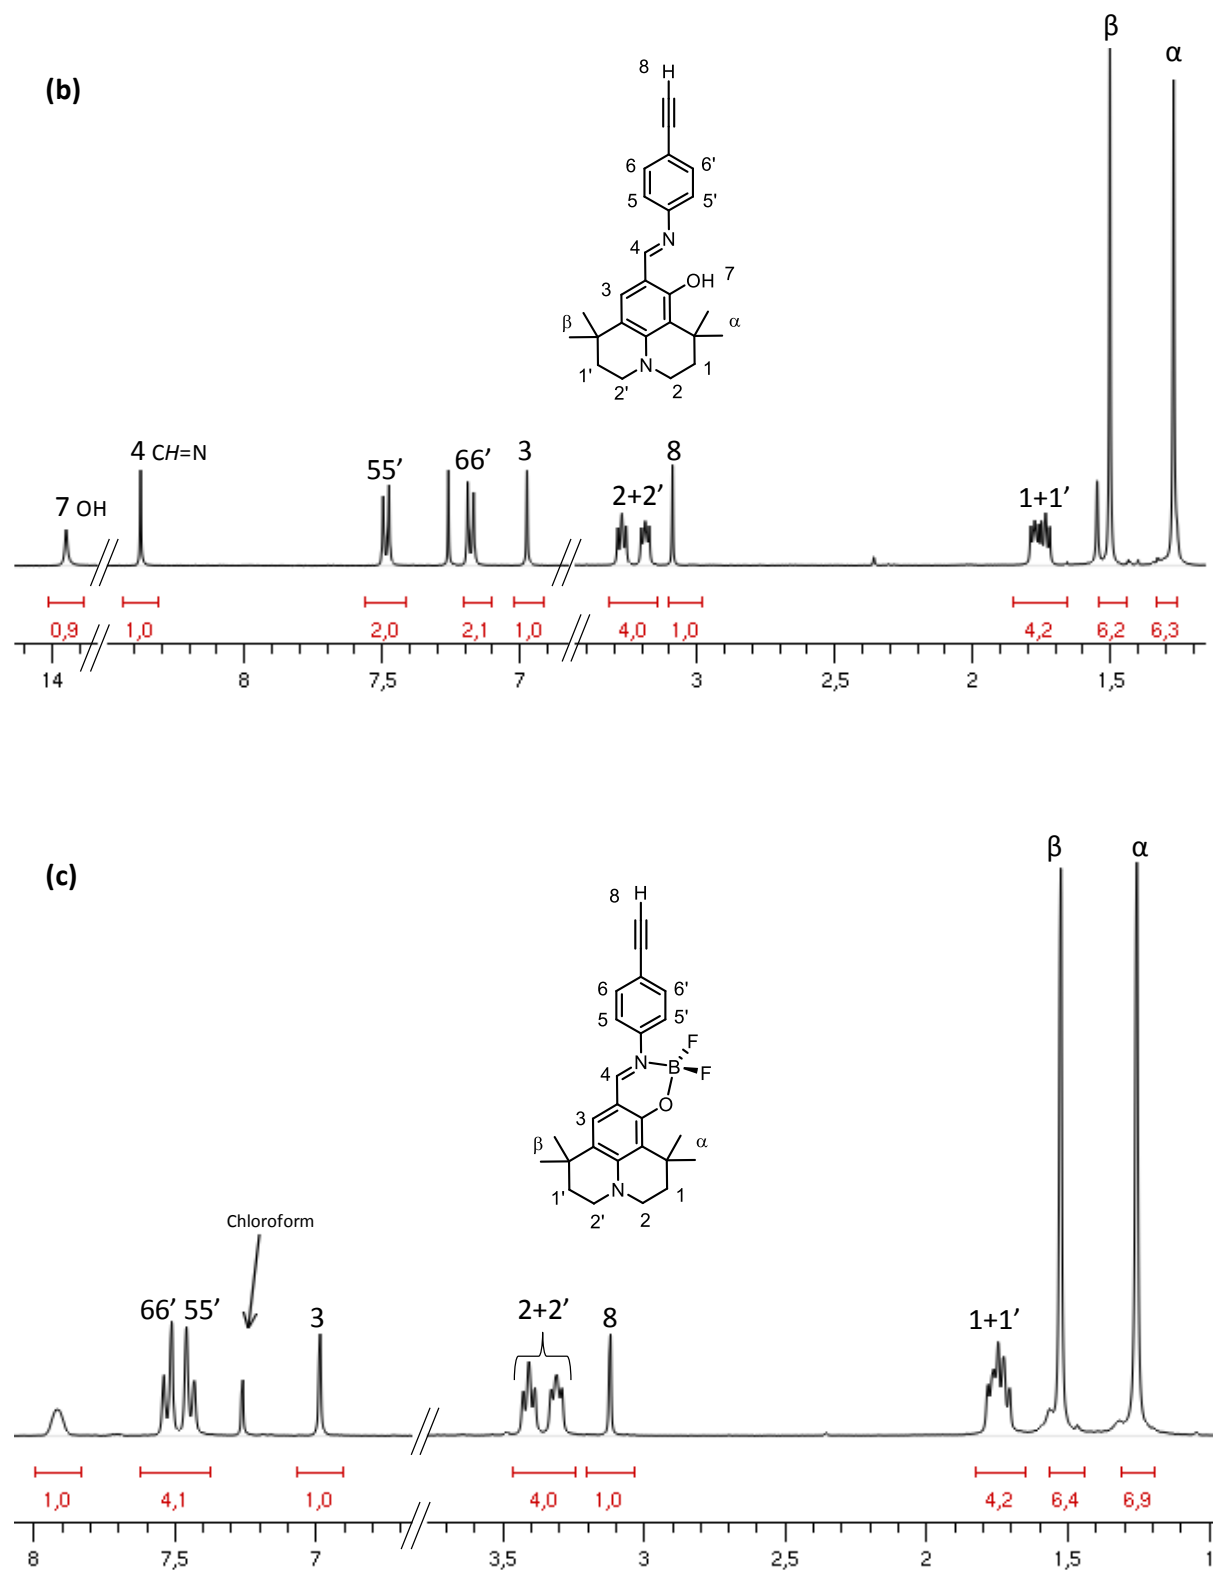 β
α
(b)
8 H
6 6'
5 5'
N
4
OH 7
3
β α
1' N 1
2' 2
7 OH
4 CH=N
55’
66’
3
2+2’
8
1+1’
0,9 1,0 2,0 2,1 1,0 4,0 1,0 4,2 6,2 6,3
14 8 7,5 7 3 2,5 2 1,5
β α
(c)
8 H
6 6'
5 5'
F
N B F
4
O
3
β α
1' N 1
2' 2
Chloroform
66’ 55’
3
2+2’
8
1+1’
1,0 4,1 1,0 4,0 1,0 4,2 6,4 6,9
8 7,5 7 3,5 3 2,5 2 1,5 1